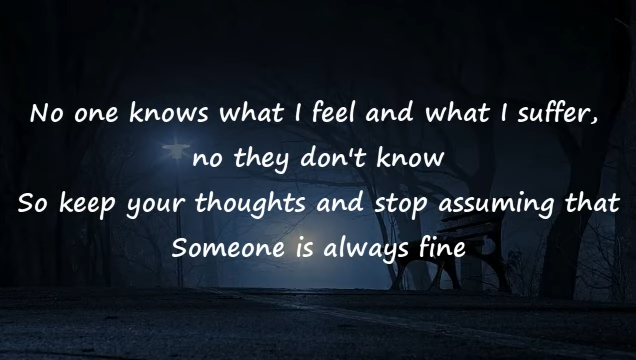 No one knows what I feel and what I suffer,
no they don't know
So keep your thoughts and stop assuming that
Someone is always fine